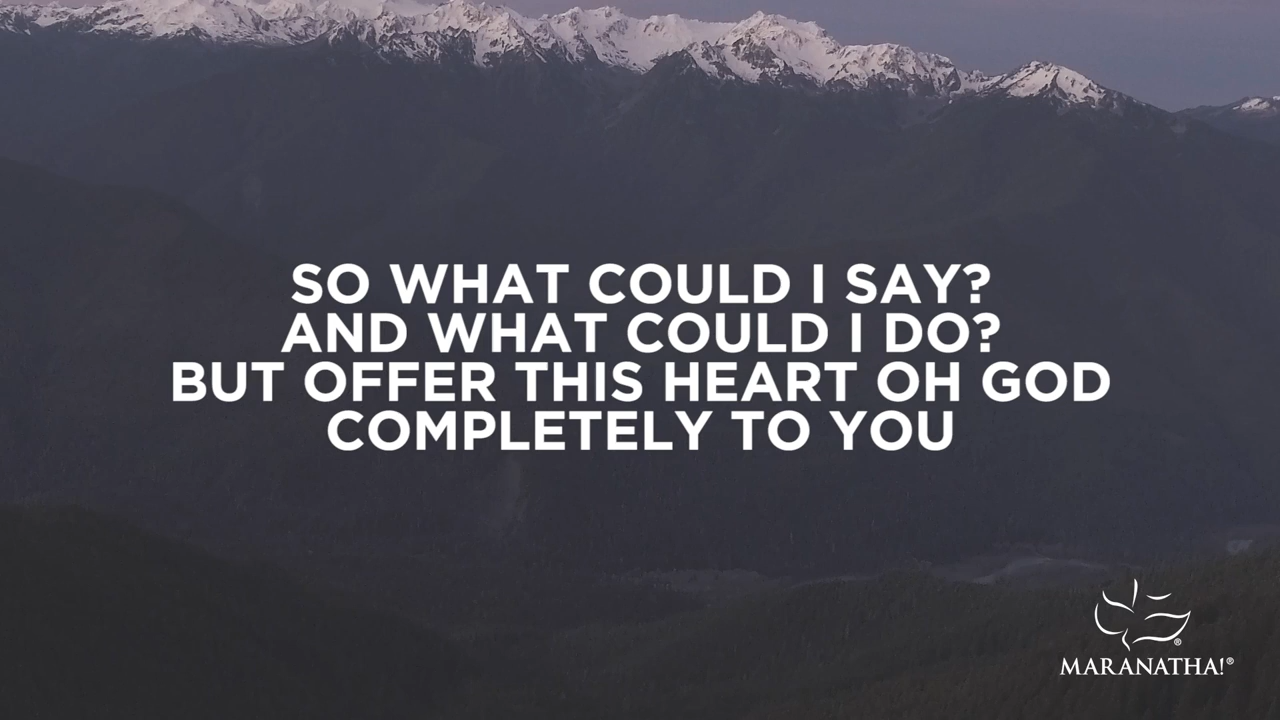 SO WHAT COULD I SAY?
AND WHAT COULD I DO?
BUT OFFER THIS HEART OH GOD
COMPLETELY TO YOU
®
MARANATHA!®